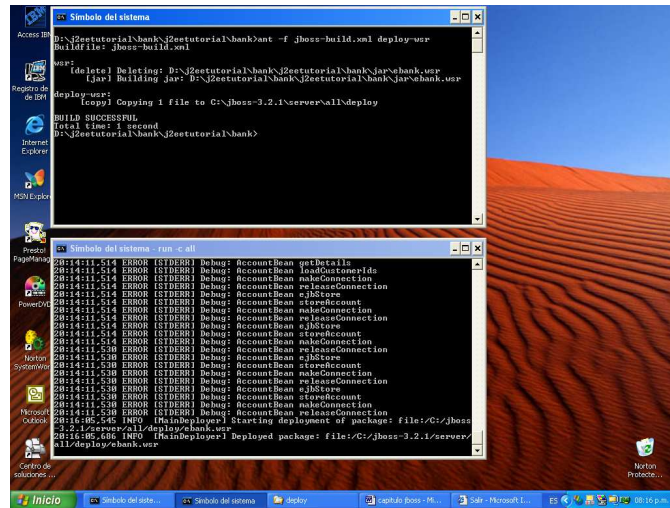 Símbolo del sistema
Access IBM
D:\j2eetutorial\bank\j2eetutorial\bank>ant -f jboss-build.xml deploy-wsr
Buildfile: jboss-build.xml
wsr:
[delete] Deleting: D:\j2eetutorial\bank\j2eetutorial\bank\jar\ebank.wsr
[jar] Building jar: D:\j2eetutorial\bank\j2eetutorial\bank\jar\ebank.wsr
deploy-wsr:
[copy] Copying 1 file to C:\jboss-3.2.1\server\all\deploy
BUILD SUCCESSFUL
Total time: 1 second
D:\j2eetutorial\bank\j2eetutorial\bank>
Registro de
de IBM
Internet
Explorer
MSN Explor
Presto!
PageManag
PowerDVD
Norton
SystemWor
Microsoft
Outlook
Centro de
soluciones ...
Símbolo del sistema - run -c all
20:14:11,514 ERROR [STDERR] Debug: AccountBean getDetails
20:14:11,514 ERROR [STDERR] Debug: AccountBean loadCustomerIds
20:14:11,514 ERROR [STDERR] Debug: AccountBean makeConnection
20:14:11,514 ERROR [STDERR] Debug: AccountBean releaseConnection
20:14:11,514 ERROR [STDERR] Debug: AccountBean ejbStore
20:14:11,514 ERROR [STDERR] Debug: AccountBean storeAccount
20:14:11,514 ERROR [STDERR] Debug: AccountBean makeConnection
20:14:11,514 ERROR [STDERR] Debug: AccountBean releaseConnection
20:14:11,514 ERROR [STDERR] Debug: AccountBean ejbStore
20:14:11,514 ERROR [STDERR] Debug: AccountBean storeAccount
20:14:11,514 ERROR [STDERR] Debug: AccountBean makeConnection
20:14:11,530 ERROR [STDERR] Debug: AccountBean releaseConnection
20:14:11,530 ERROR [STDERR] Debug: AccountBean ejbStore
20:14:11,530 ERROR [STDERR] Debug: AccountBean storeAccount
20:14:11,530 ERROR [STDERR] Debug: AccountBean makeConnection
20:14:11,530 ERROR [STDERR] Debug: AccountBean releaseConnection
20:14:11,530 ERROR [STDERR] Debug: AccountBean ejbStore
20:14:11,530 ERROR [STDERR] Debug: AccountBean storeAccount
20:14:11,530 ERROR [STDERR] Debug: AccountBean makeConnection
20:14:11,530 ERROR [STDERR] Debug: AccountBean releaseConnection
20:16:05,545 INFO [MainDeployer] Starting deployment of package: file:/C:/jboss
-3.2.1/server/all/deploy/ebank.wsr
20:16:05,686 INFO [MainDeployer] Deployed package: file:/C:/jboss-3.2.1/server/
all/deploy/ebank.wsr
Norton
Protecte...
Inicio
Símbolo del siste...
Símbolo del sistema
deploy
capitulo jboss - Mi...
Salir - Microsoft I...
ES
08:16 p.m.